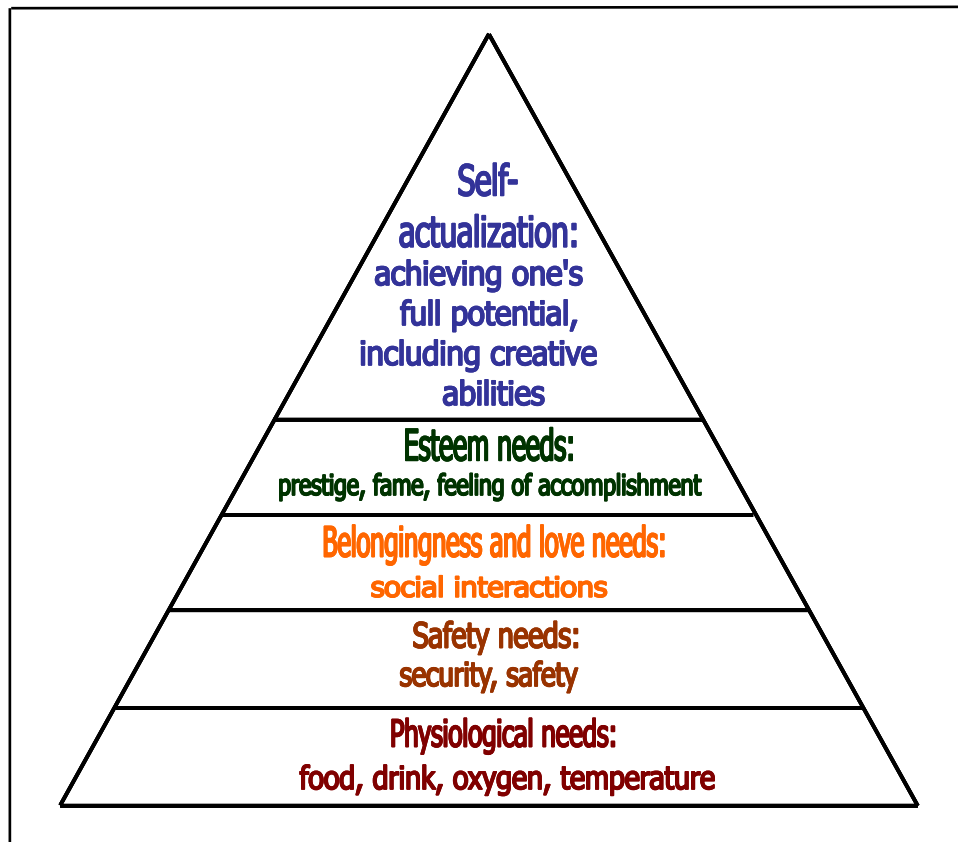 Self-
actualization:
achieving one's
full potential,
including creative
abilities
Esteem needs:
prestige, fame, feeling of accomplishment
Belongingness and love needs:
social interactions
Safety needs:
security, safety
Physiological needs:
food, drink, oxygen, temperature